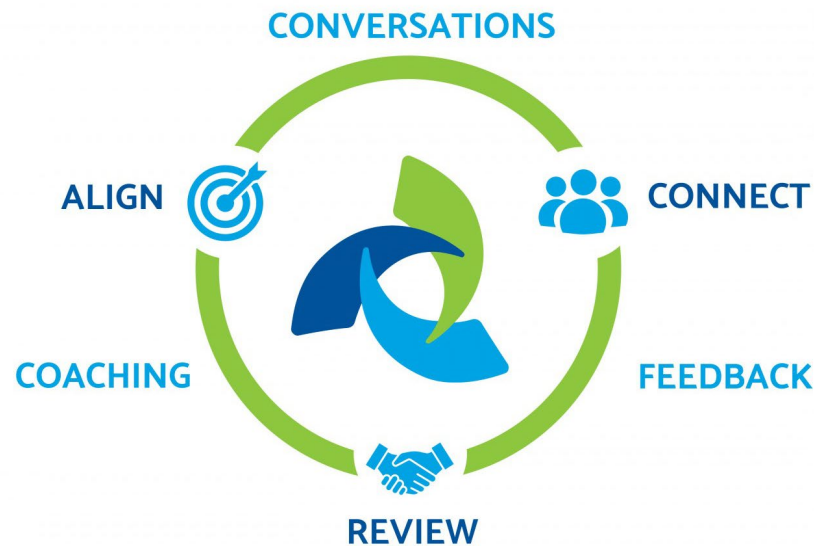 CONVERSATIONS
ALIGN
CONNECT
COACHING
FEEDBACK
REVIEW